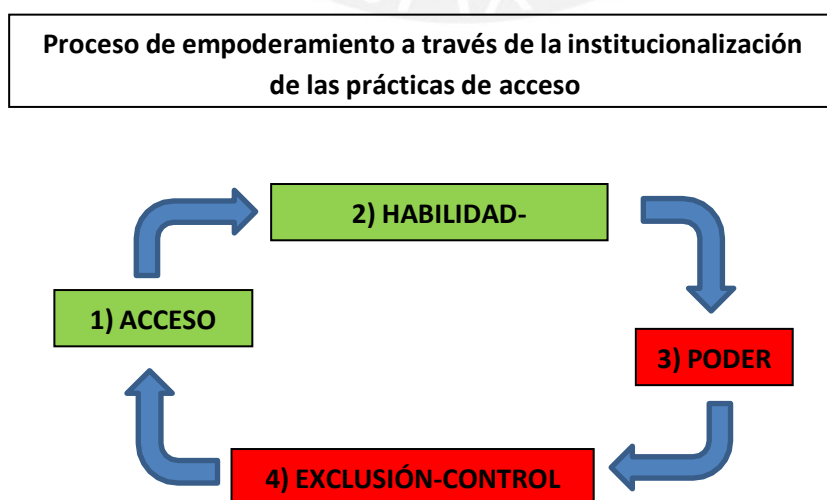 Proceso de empoderamiento a través de la institucionalización
de las prácticas de acceso
2) HABILIDAD-
1) ACCESO
3) PODER
4) EXCLUSIÓN-CONTROL